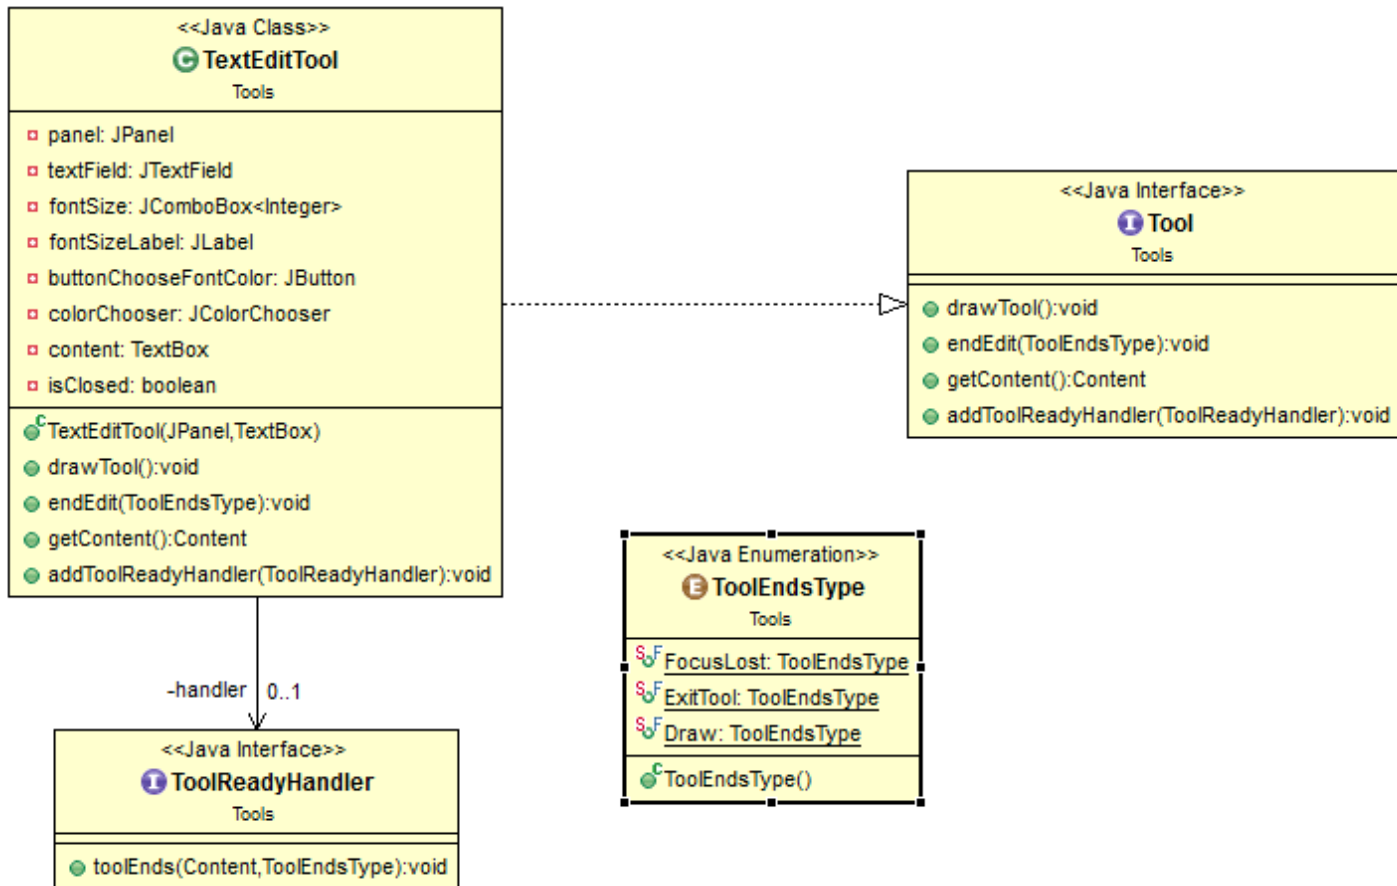 <<Java Class>>
TextEditTool
Tools
panel: JPanel
textField: JTextField
fontSize: JComboBox<Integer>
fontSizeLabel: JLabel
buttonChooseFontColor: JButton
colorChooser: JColorChooser
content: TextBox
isClosed: boolean
TextEditTool(JPanel,TextBox)
drawTool():void
endEdit(ToolEndsType):void
getContent():Content
addToolReadyHandler(ToolReadyHandler):void
<<Java Interface>>
Tool
Tools
drawTool():void
endEdit(ToolEndsType):void
getContent():Content
addToolReadyHandler(ToolReadyHandler):void
<<Java Enumeration>>
ToolEndsType
Tools
FocusLost: ToolEndsType
ExitTool: ToolEndsType
Draw: ToolEndsType
ToolEndsType()
-handler 0..1
<<Java Interface>>
ToolReadyHandler
Tools
toolEnds(Content,ToolEndsType):void